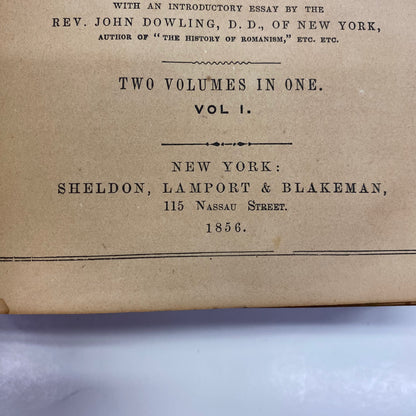 WITH AN INTRODUCTORY ESSAY BY THE
REV. JOHN DOWLING, D. D., OF NEW YORK,
AUTHOR OF "THE HISTORY OF ROMANISM," ETC. ETC.
TWO VOLUMES IN ONE.
VOL I.
NEW YORK:
SHELDON, LAMPORT & BLAKEMAN,
115 NASSAU STREET.
1856.